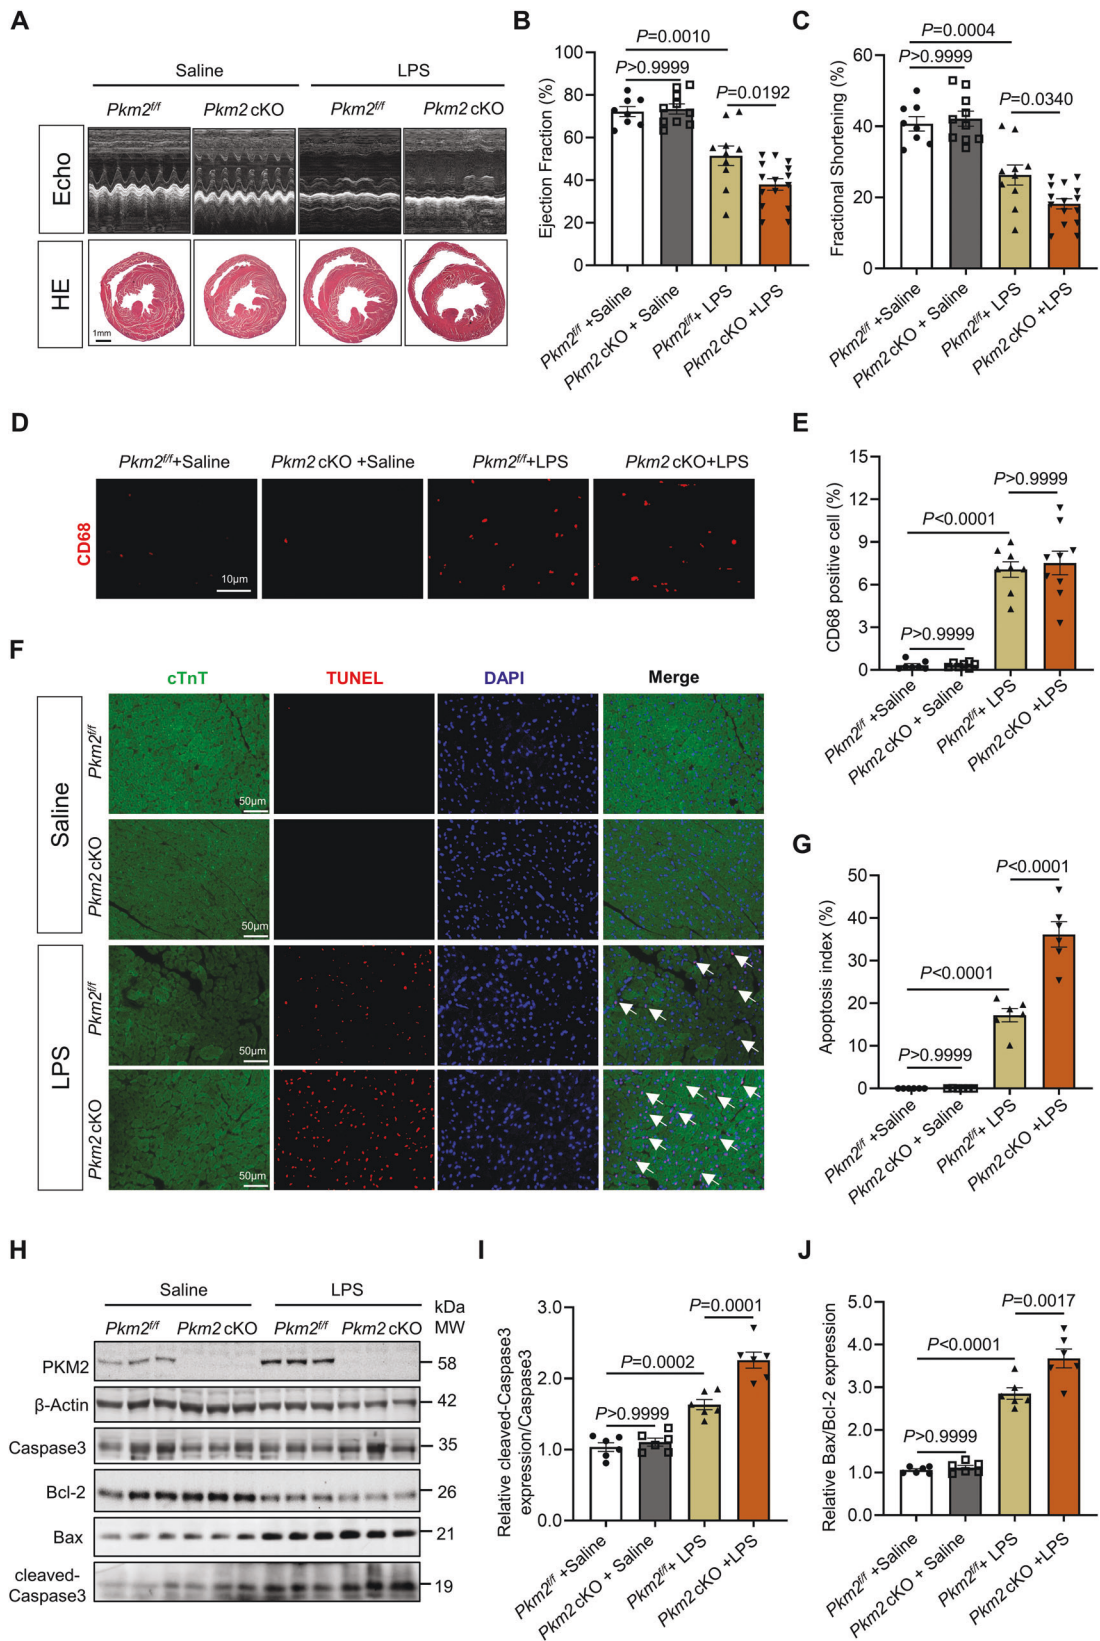 A
Saline
LPS
Pkm2f/f
Pkm2 cKO
Pkm2f/f
Pkm2 cKO
Echo
HE
1mm
B
Ejection Fraction (%)
100
80
60
40
20
0
P=0.0010
P>0.9999
P=0.0192
Pkm2f/f +Saline
Pkm2 cKO + Saline
Pkm2f/f+ LPS
Pkm2 cKO +LPS
C
Fractional Shortening (%)
60
40
20
0
P=0.0004
P>0.9999
P=0.0340
Pkm2f/f +Saline
Pkm2 cKO + Saline
Pkm2f/f+ LPS
Pkm2 cKO +LPS
D
Pkm2f/f+Saline
Pkm2 cKO +Saline
Pkm2f/f+LPS
Pkm2 cKO+LPS
CD68
10μm
E
CD68 positive cell (%)
15
12
9
6
3
0
P>0.9999
P<0.0001
P>0.9999
Pkm2f/f +Saline
Pkm2 cKO + Saline
Pkm2f/f+ LPS
Pkm2 cKO +LPS
F
cTnT
TUNEL
DAPI
Merge
Saline
Pkm2f/f
50μm
Pkm2 cKO
50μm
LPS
Pkm2f/f
50μm
Pkm2 cKO
50μm
G
Apoptosis index (%)
50
40
30
20
10
0
P<0.0001
P<0.0001
P>0.9999
Pkm2f/f +Saline
Pkm2 cKO + Saline
Pkm2f/f+ LPS
Pkm2 cKO +LPS
H
Saline
LPS
kDa
MW
Pkm2f/f
Pkm2 cKO
Pkm2f/f
Pkm2 cKO
PKM2
58
β-Actin
42
Caspase3
35
Bcl-2
26
Bax
21
cleaved-
Caspase3
19
I
Relative cleaved-Caspase3
expression/Caspase3
3.0
2.0
1.0
0.0
P=0.0001
P=0.0002
P>0.9999
Pkm2f/f +Saline
Pkm2 cKO + Saline
Pkm2f/f+ LPS
Pkm2 cKO +LPS
J
Relative Bax/Bcl-2 expression
5.0
4.0
3.0
2.0
1.0
0.0
P=0.0017
P<0.0001
P>0.9999
Pkm2f/f +Saline
Pkm2 cKO + Saline
Pkm2f/f+ LPS
Pkm2 cKO +LPS